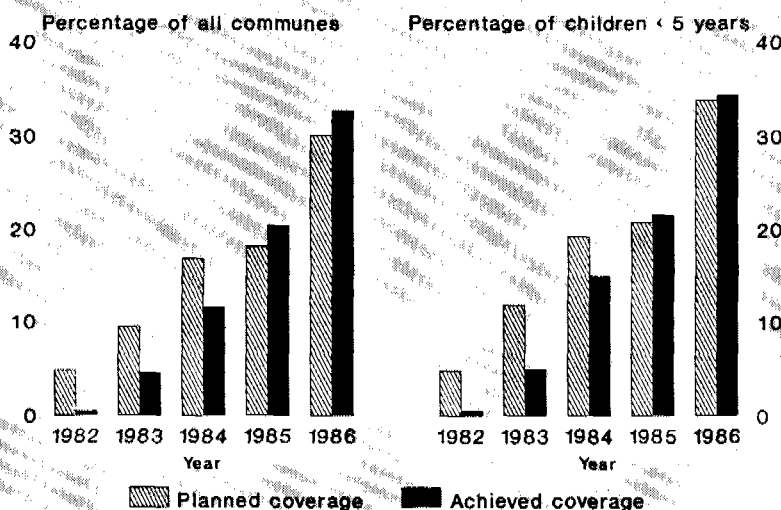 Percentage of all communes
Percentage of children < 5 years
40
30
20
10
0
1982 1983 1984 1985 1986
Year
40
30
20
10
0
1982 1983 1984 1985 1986
Year
Planned coverage
Achieved coverage